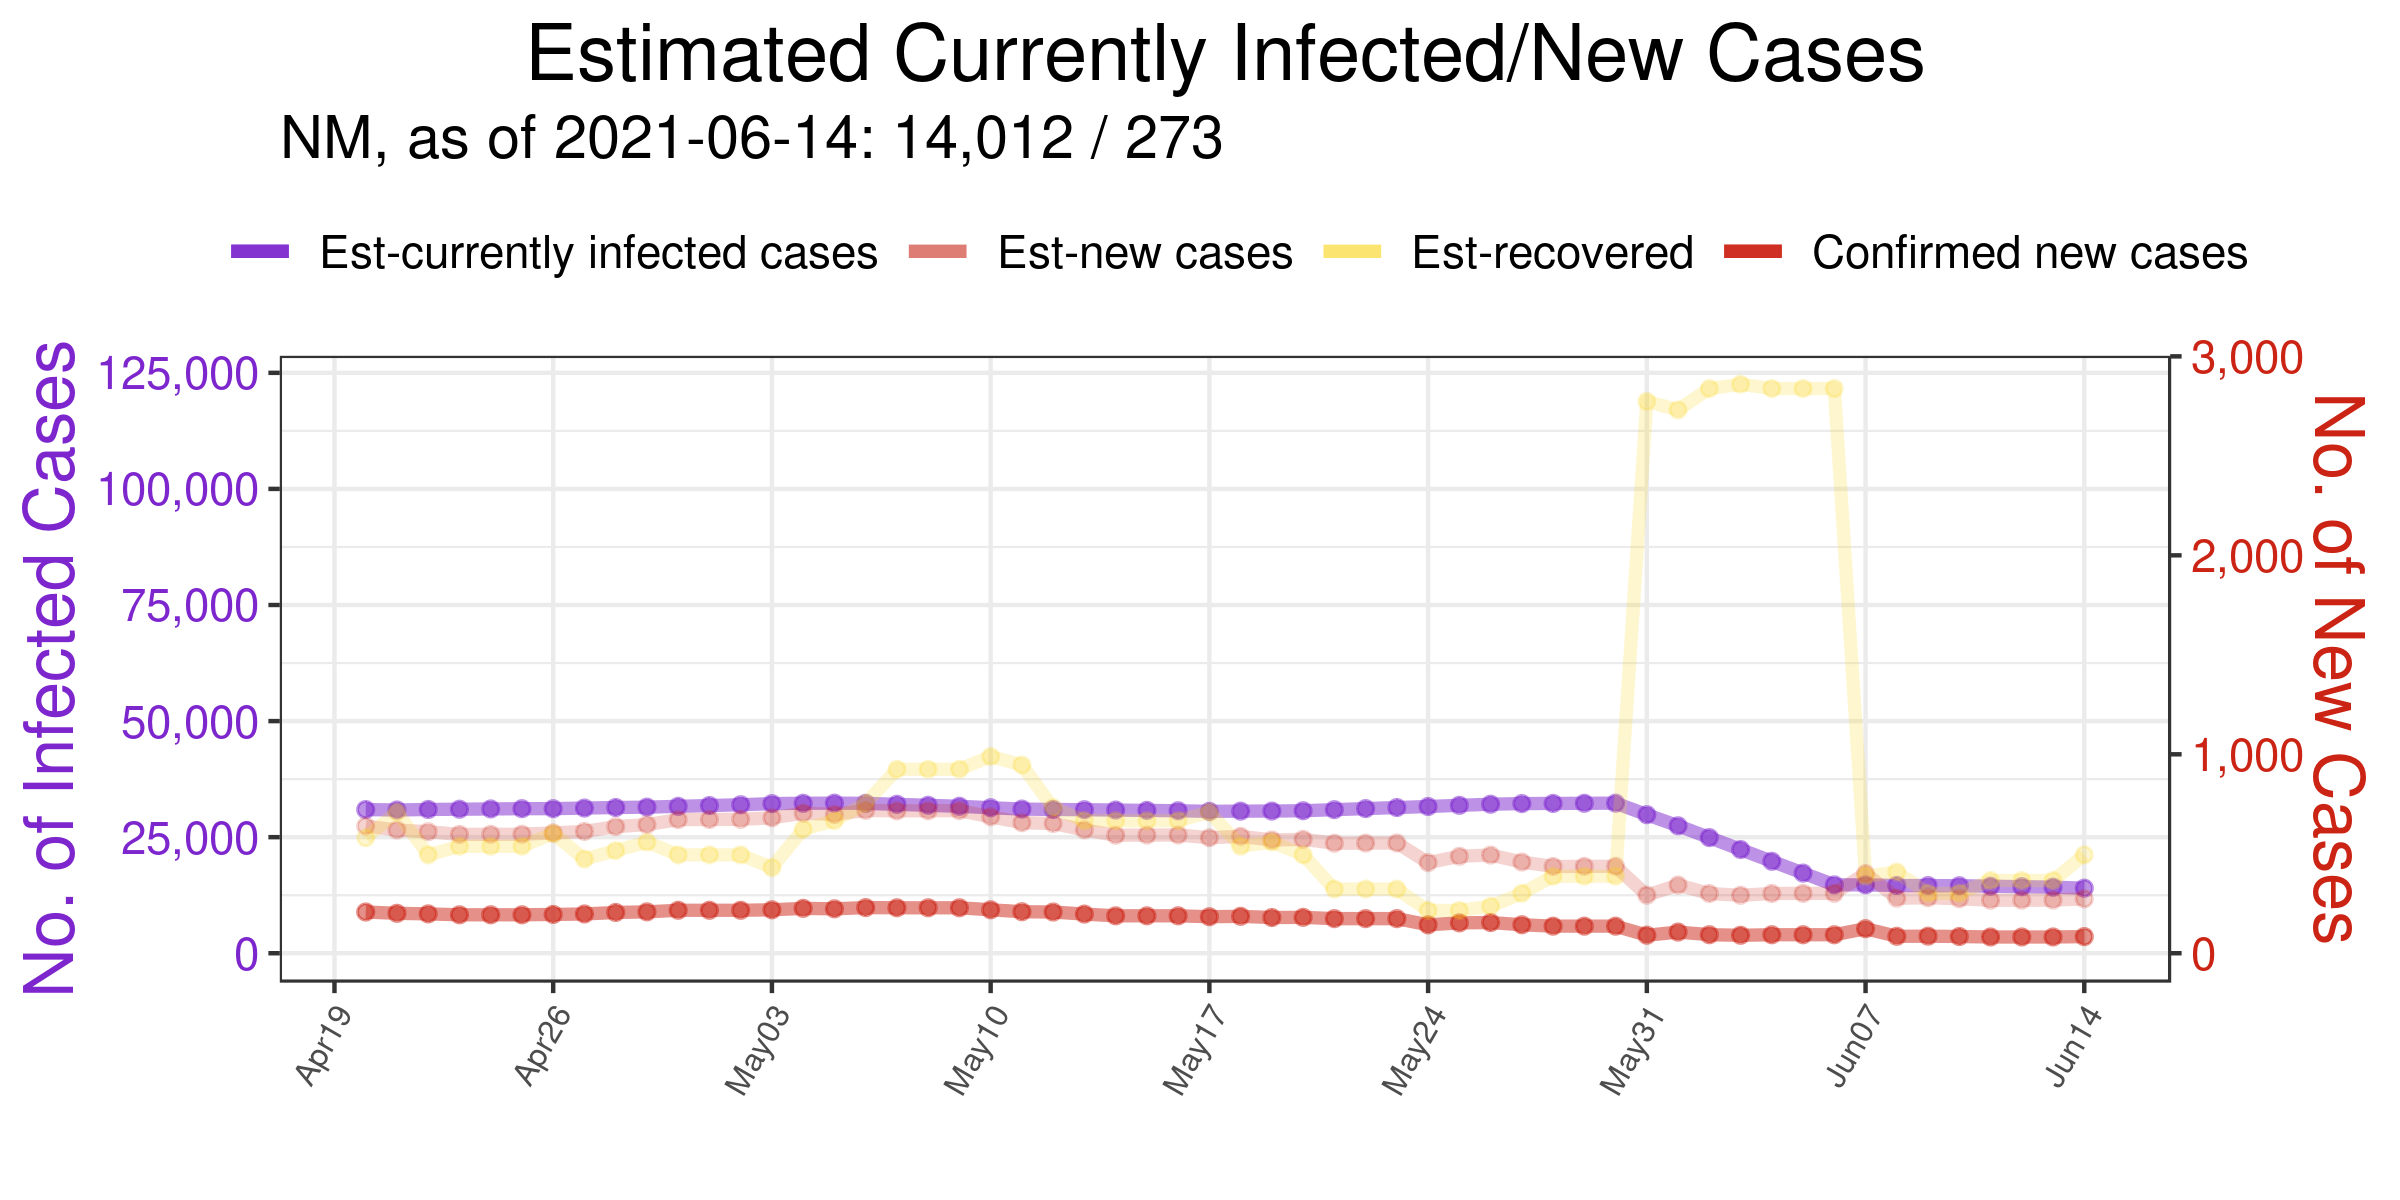 Estimated Currently Infected/New Cases
NM, as of 2021-06-14: 14,012 / 273
Est-currently infected cases Est-new cases Est-recovered Confirmed new cases
No. of Infected Cases
125,000
100,000
75,000
50,000
25,000
0
3,000
2,000
1,000
0
No. of New Cases
Apr19 Apr26 May03 May10 May17 May24 May31 Jun07 Jun14